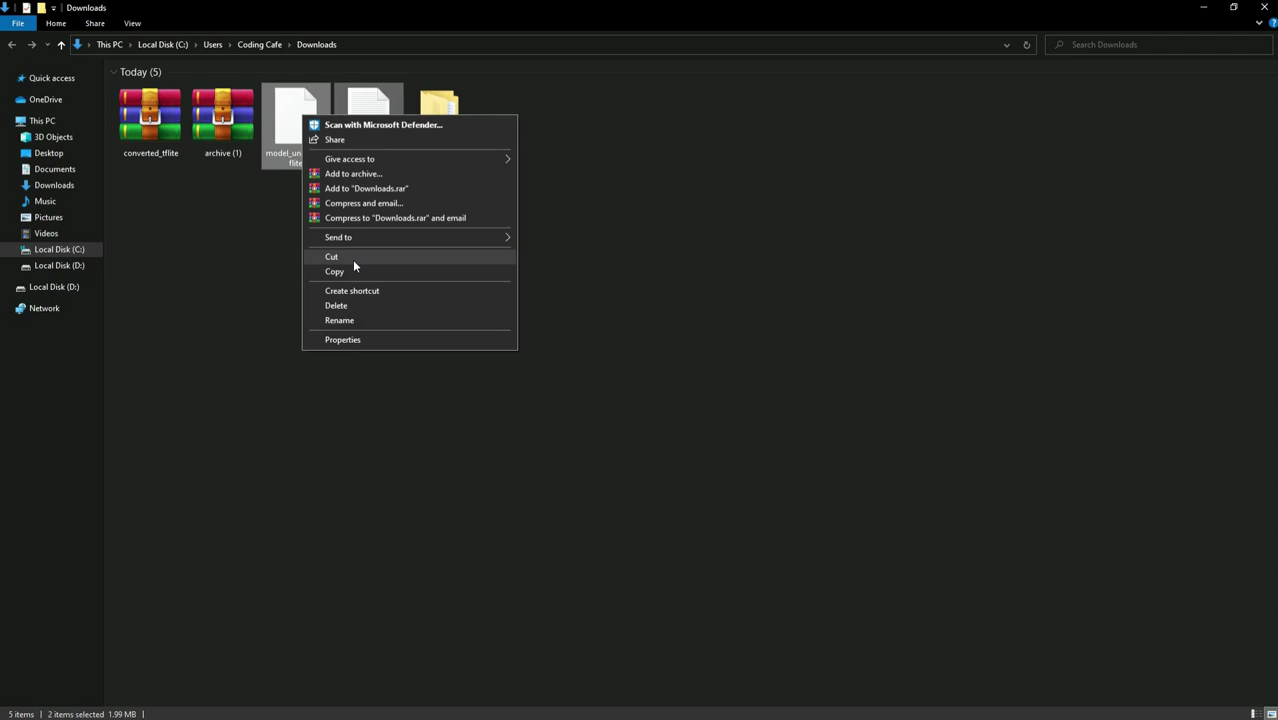 Downloads
File
Home
Share
View
This PC
Local Disk (C:)
Users
Coding Cafe
Downloads
Search Downloads
Quick access
OneDrive
This PC
3D Objects
Desktop
Documents
Downloads
Music
Pictures
Videos
Local Disk (C:)
Local Disk (D:)
Local Disk (D:)
Network
Today (5)
converted_tflite
archive (1)
model_un
flite
Scan with Microsoft Defender...
Share
Give access to
Add to archive...
Add to "Downloads.rar"
Compress and email...
Compress to "Downloads.rar" and email
Send to
Cut
Copy
Create shortcut
Delete
Rename
Properties
5 items
2 items selected 1.99 MB